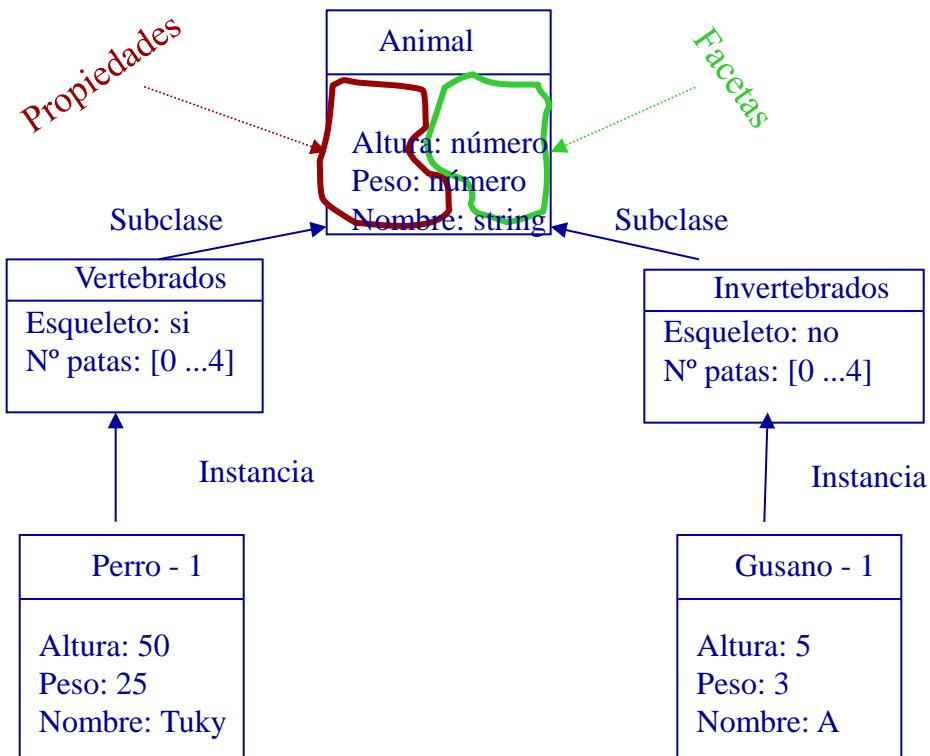 Propiedades
Animal
Facetas
Altura: número
Peso: número
Nombre: string
Subclase
Subclase
Vertebrados
Esqueleto: si
Nº patas: [0 ...4]
Invertebrados
Esqueleto: no
Nº patas: [0 ...4]
Instancia
Instancia
Perro - 1
Altura: 50
Peso: 25
Nombre: Tuky
Gusano - 1
Altura: 5
Peso: 3
Nombre: A